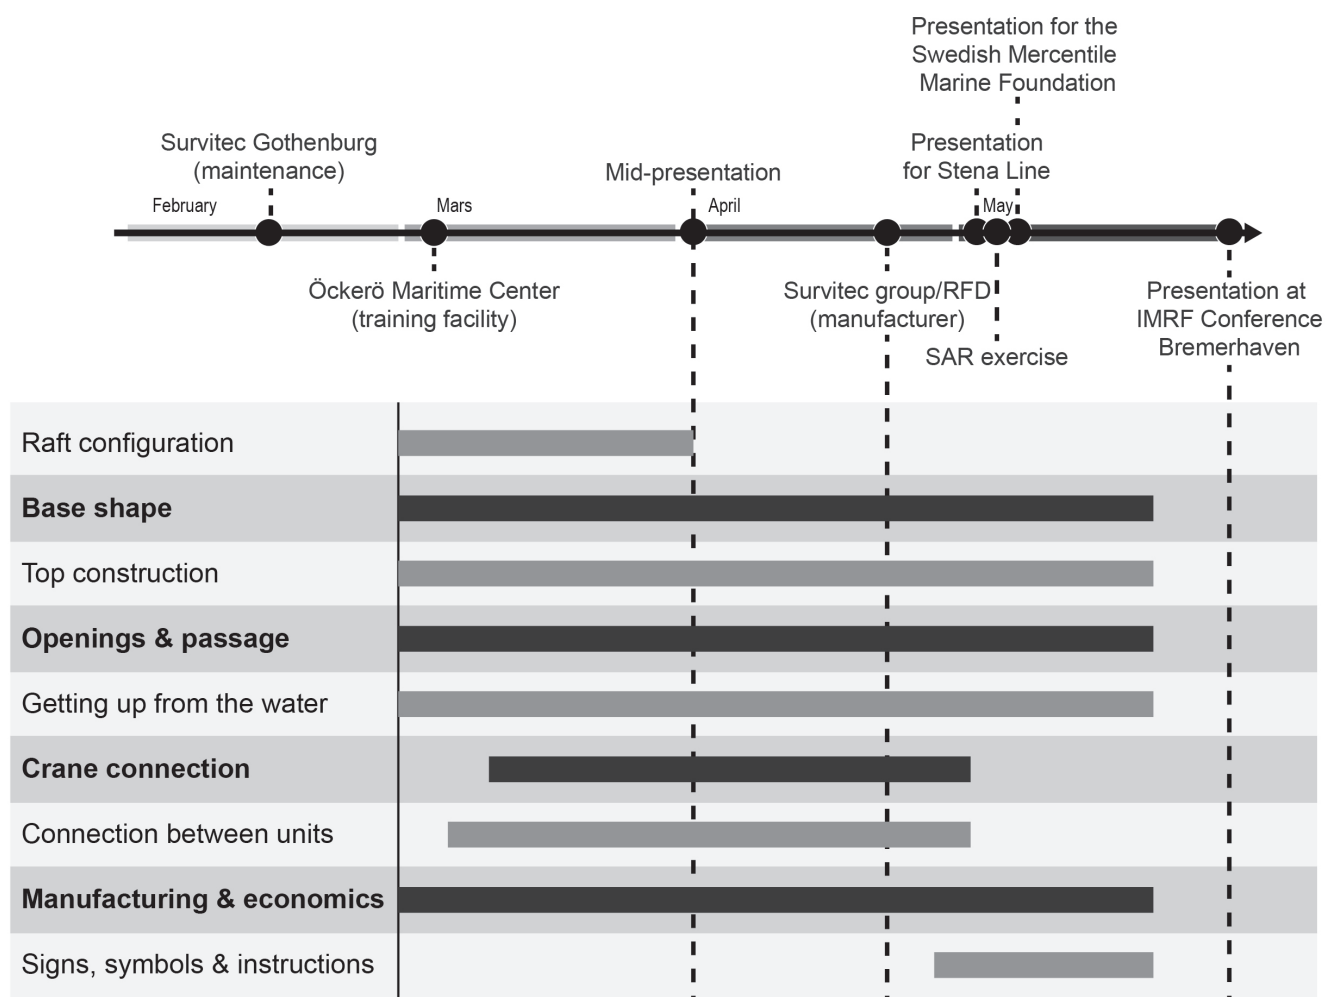 Presentation for the
Swedish Mercentile
Marine Foundation
Survitec Gothenburg
(maintenance)
Presentation
for Stena Line
Mid-presentation
February
Mars
April
May
Öckerö Maritime Center
(training facility)
Survitec group/RFD
(manufacturer)
SAR exercise
Presentation at
IMRF Conference
Bremerhaven
Raft configuration
Base shape
Top construction
Openings & passage
Getting up from the water
Crane connection
Connection between units
Manufacturing & economics
Signs, symbols & instructions